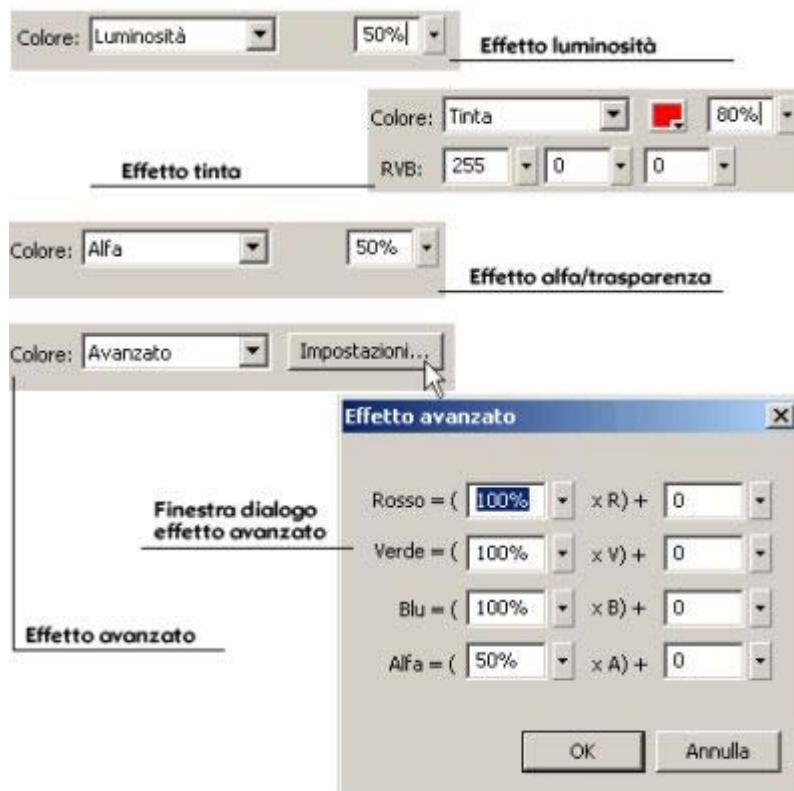 Colore: Luminosità 50%
Effetto luminosità
Colore: Tinta 80%
Effetto tinta
RVB: 255 0 0
Colore: Alfa 50%
Effetto alfa/trasparenza
Colore: Avanzato Impostazioni...
Effetto avanzato
Rosso = ( 100% x R) + 0
Finestra dialogo
effetto avanzato
Verde = ( 100% x V) + 0
Blu = ( 100% x B) + 0
Effetto avanzato
Alfa = ( 50% x A) + 0
OK Annulla